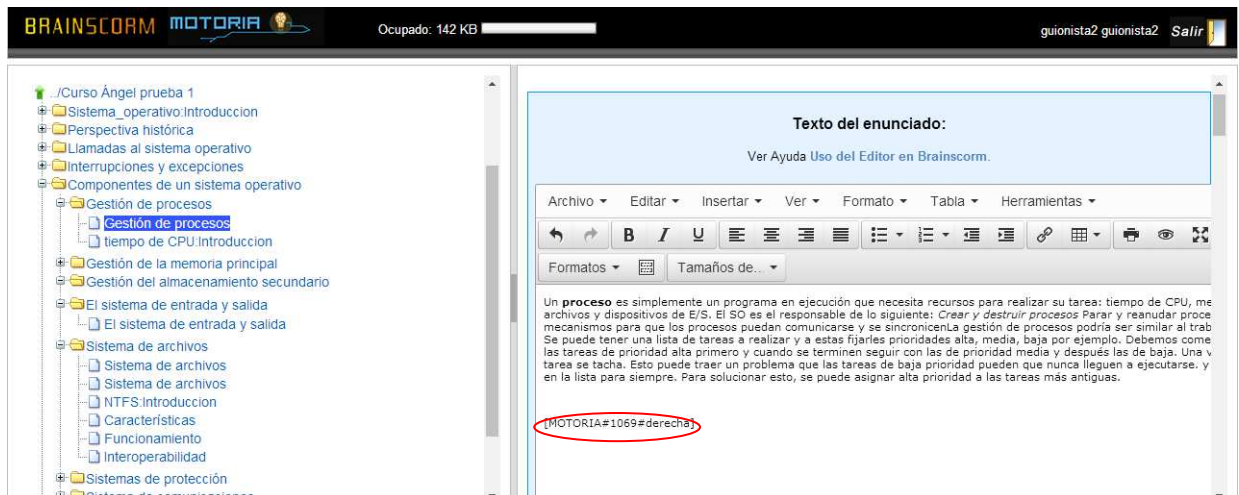 BRAINSCORM MOTORIA Ocupado: 142 KB guionista2 guionista2 Salir
../Curso Ángel prueba 1
Sistema_operativo:Introduccion
Perspectiva histórica
Llamadas al sistema operativo
Interrupciones y excepciones
Componentes de un sistema operativo
Gestión de procesos
Gestión de procesos
tiempo de CPU:Introduccion
Gestión de la memoria principal
Gestión del almacenamiento secundario
El sistema de entrada y salida
El sistema de entrada y salida
Sistema de archivos
Sistema de archivos
Sistema de archivos
NTFS:Introduccion
Características
Funcionamiento
Interoperabilidad
Sistemas de protección
Sistema de comunicaciones
Texto del enunciado:
Ver Ayuda Uso del Editor en Brainscorm.
Archivo Editar Insertar Ver Formato Tabla Herramientas
B I U
Formatos Tamaños de...
Un proceso es simplemente un programa en ejecución que necesita recursos para realizar su tarea: tiempo de CPU, me
archivos y dispositivos de E/S. El SO es el responsable de lo siguiente: Crear y destruir procesos Parar y reanudar proce
mecanismos para que los procesos puedan comunicarse y se sincronicenLa gestión de procesos podría ser similar al trab
Se puede tener una lista de tareas a realizar y a estas fijarles prioridades alta, media, baja por ejemplo. Debemos come
las tareas de prioridad alta primero y cuando se terminen seguir con las de prioridad media y después las de baja. Una v
tarea se tacha. Esto puede traer un problema que las tareas de baja prioridad pueden que nunca lleguen a ejecutarse. y
en la lista para siempre. Para solucionar esto, se puede asignar alta prioridad a las tareas más antiguas.
[MOTORIA#1069#derecha]